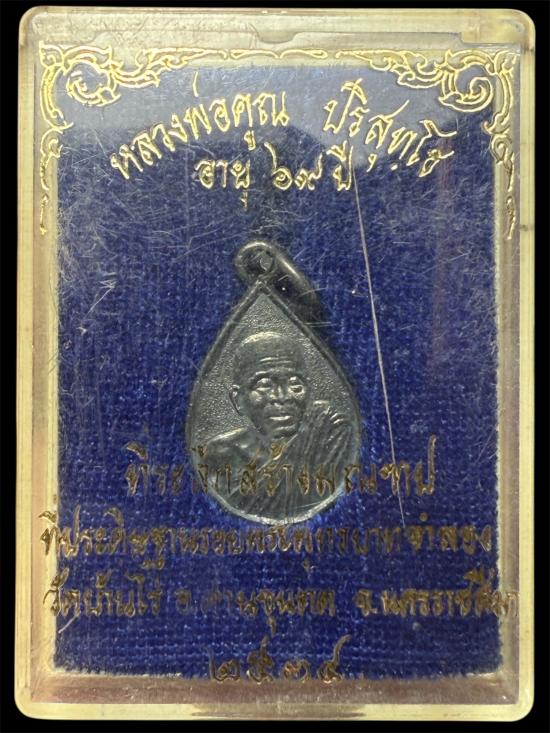 หลวงพ่อคูณ ปริสุทฺโธ
อายุ ๖๙ ปี
ที่ระลึกสร้างมณฑป
ที่ประดิษฐานรอยพระพุทธบาทจำลอง
วัดบ้านไร่ อ.ด่านขุนทด จ.นครราชสีมา
๒๕๓๔